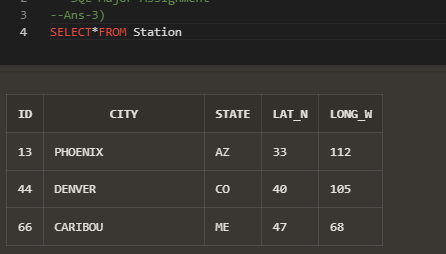 2 --SQL Major Assignment
3 --Ans-3)
4 SELECT*FROM Station
ID CITY STATE LAT_N LONG_W
13 PHOENIX AZ 33 112
44 DENVER CO 40 105
66 CARIBOU ME 47 68